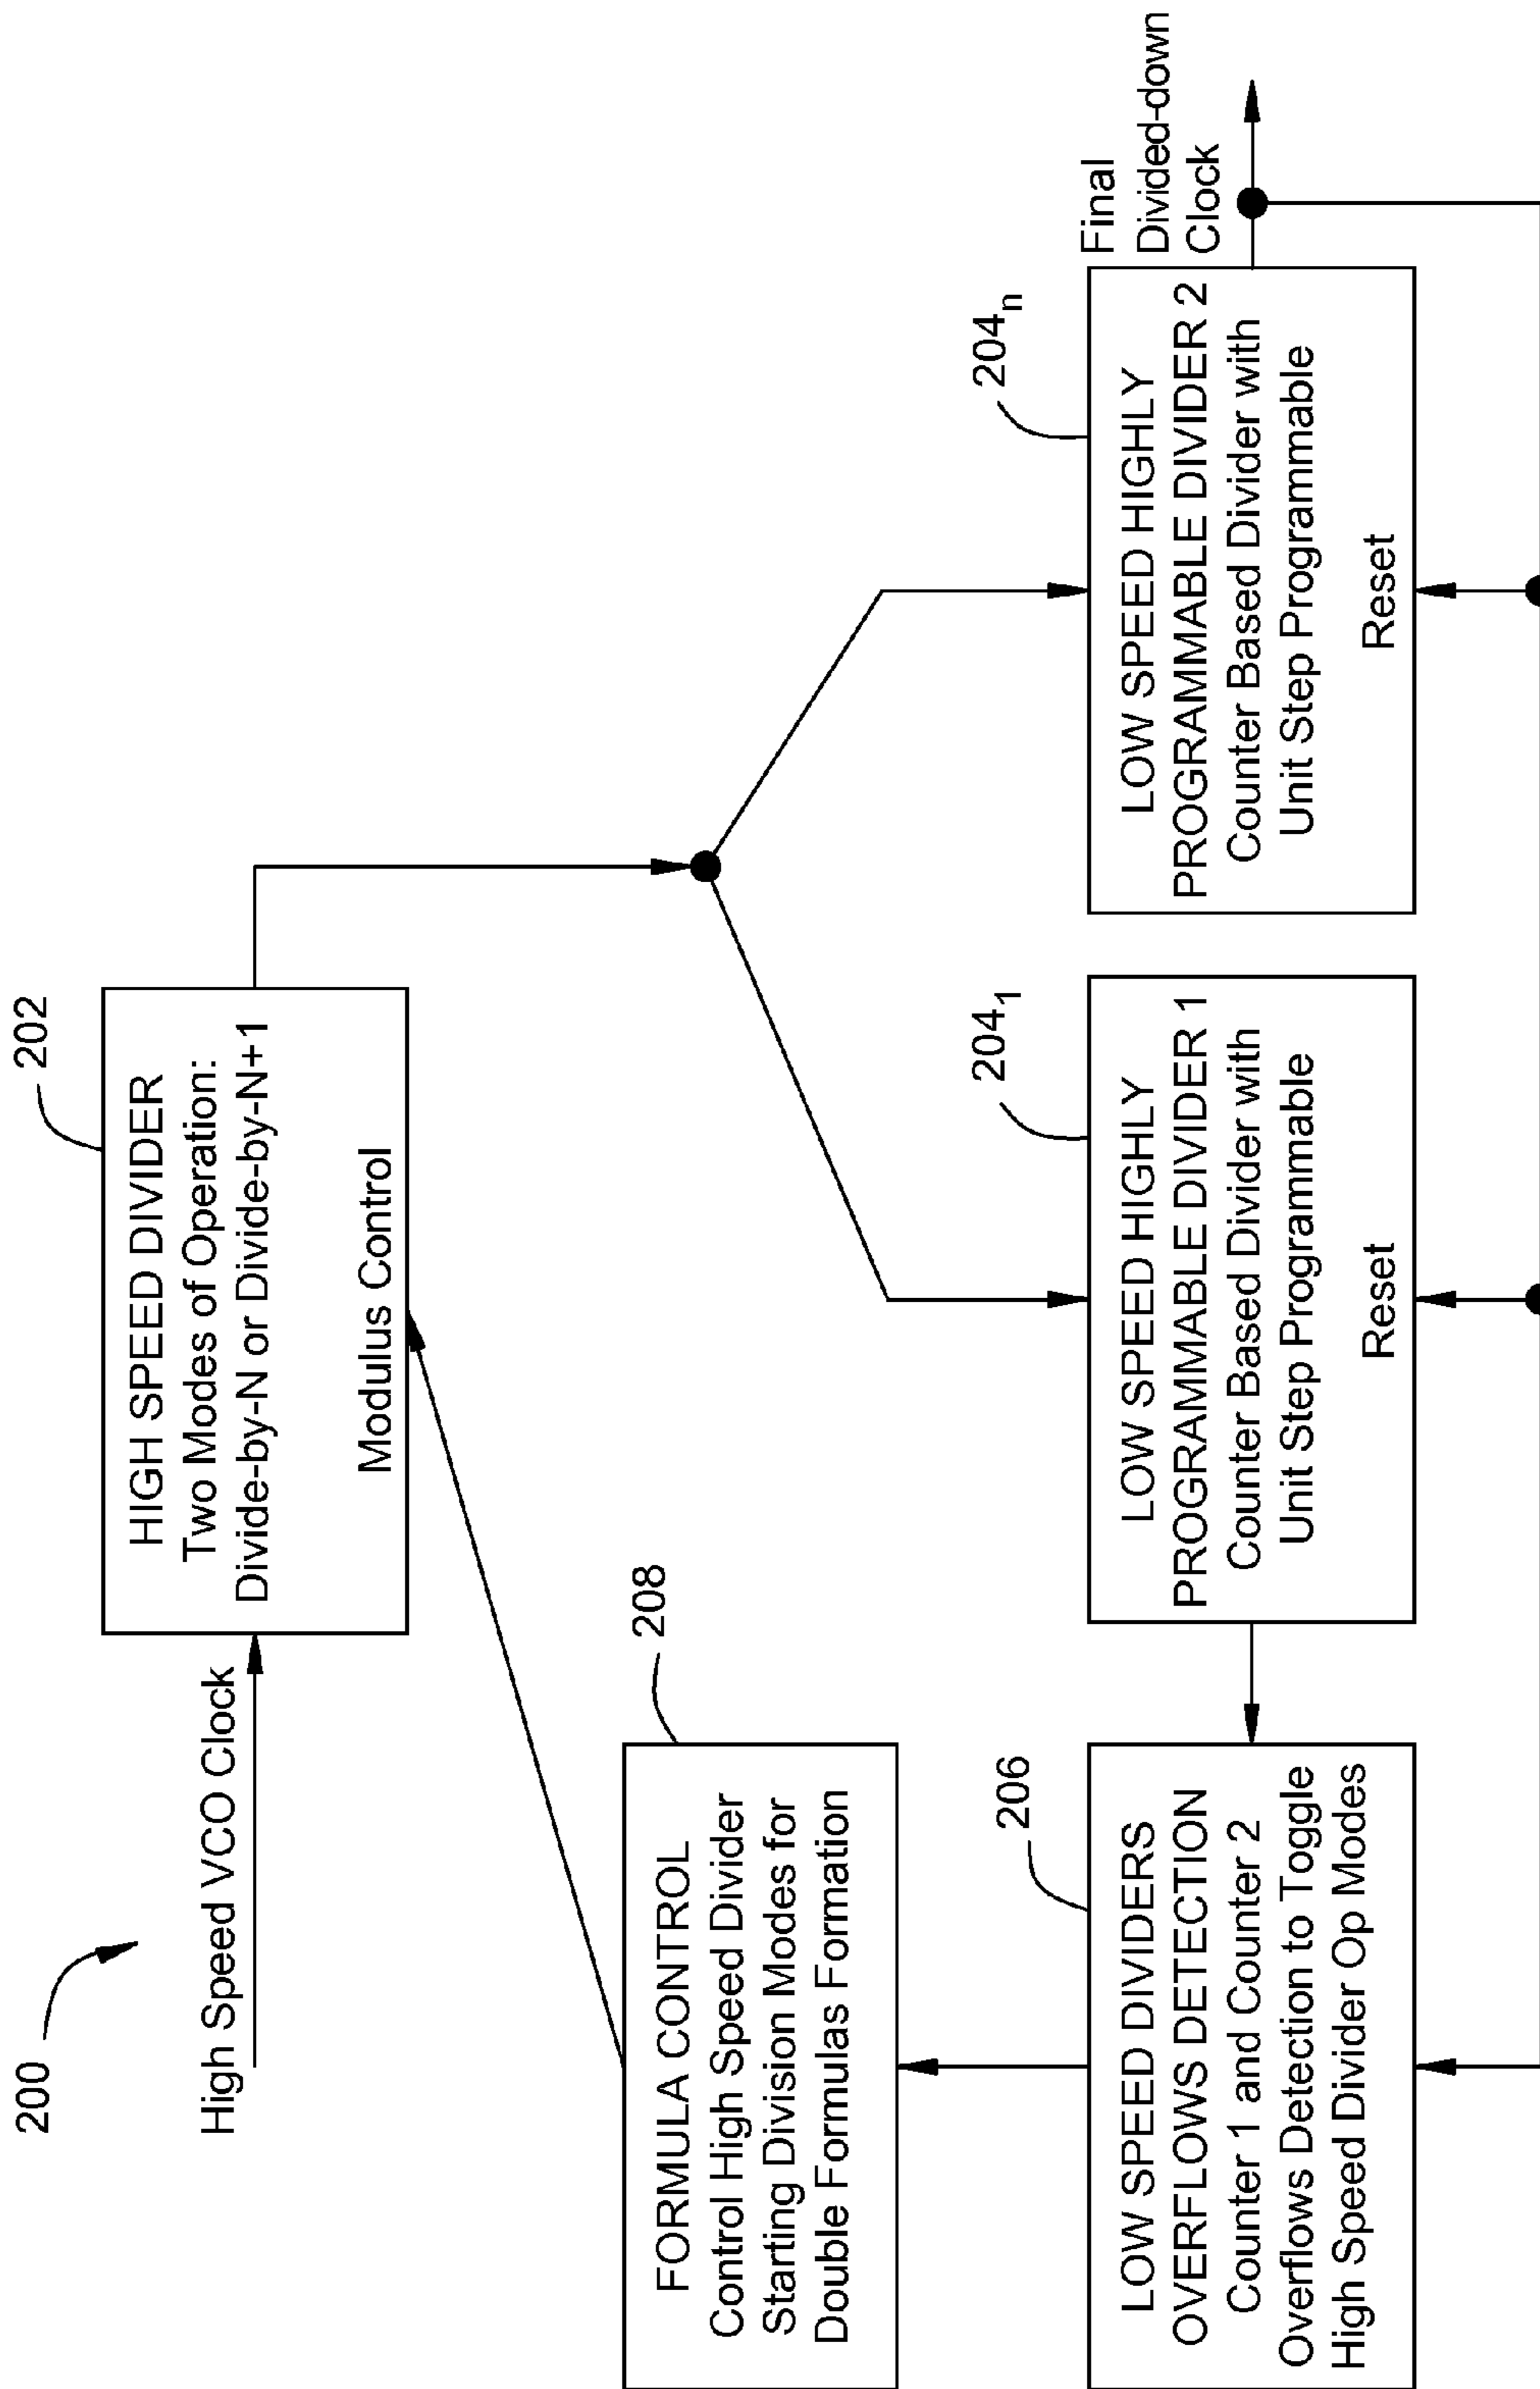 200
High Speed VCO Clock
202
HIGH SPEED DIVIDER
Two Modes of Operation:
Divide-by-N or Divide-by-N+1
Modulus Control
208
FORMULA CONTROL
Control High Speed Divider
Starting Division Modes for
Double Formulas Formation
206
LOW SPEED DIVIDERS
OVERFLOWS DETECTION
Counter 1 and Counter 2
Overflows Detection to Toggle
High Speed Divider Op Modes
204₁
LOW SPEED HIGHLY
PROGRAMMABLE DIVIDER 1
Counter Based Divider with
Unit Step Programmable
Reset
204ₙ
LOW SPEED HIGHLY
PROGRAMMABLE DIVIDER 2
Counter Based Divider with
Unit Step Programmable
Reset
Final
Divided-down
Clock